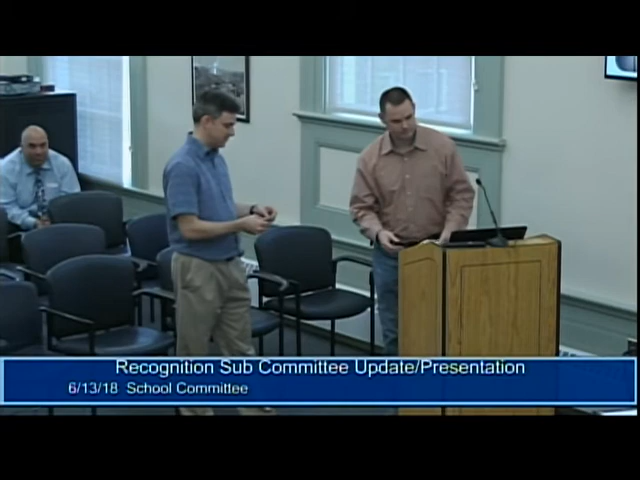 Recognition Sub Committee Update/Presentation
6/13/18 School Committee